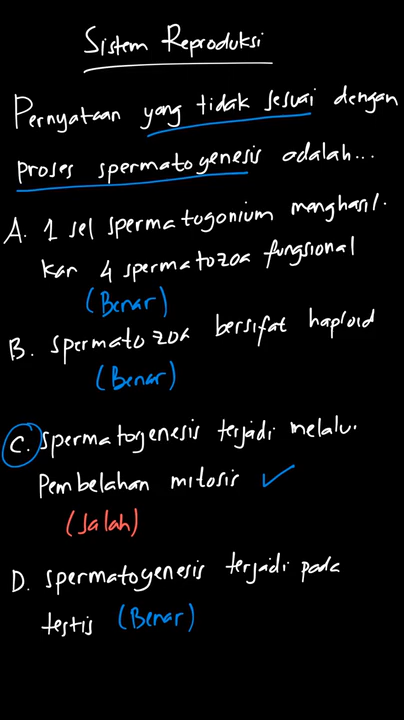 Sistem Reproduksi
Pernyataan yang tidak sesuai dengan
proses spermatogenesis adalah...
A. 1 sel spermatogonium menghasil.
kan 4 spermatozoa fungsional
(Benar)
B. spermatozoa bersifat haploid
(Benar)
C. spermatogenesis terjadi melalui
Pembelahan mitosis ✓
(Salah)
D. spermatogenesis terjadi pada
testis (Benar)